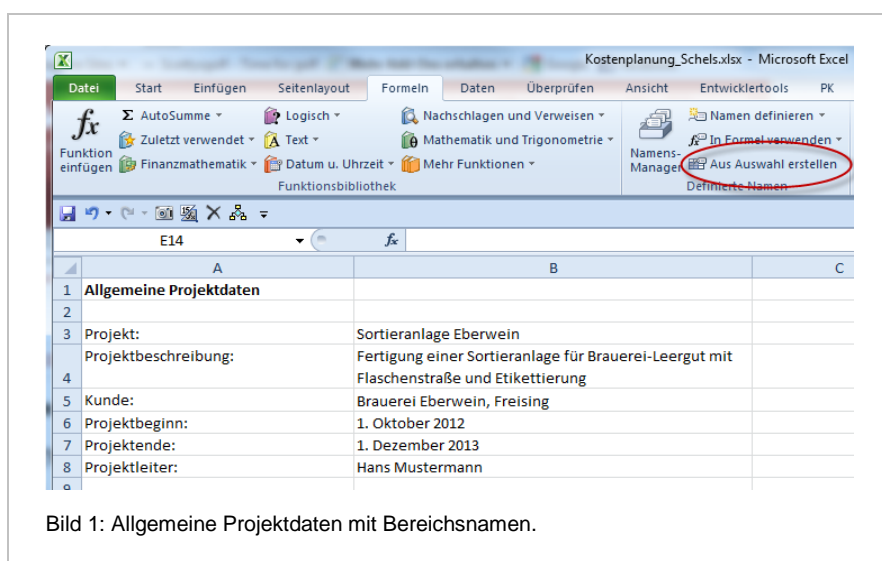 Kostenplanung_Schels.xlsx - Microsoft Excel
Datei Start Einfügen Seitenlayout Formeln Daten Überprüfen Ansicht Entwicklertools PK
fx Funktion einfügen
Σ AutoSumme
Zuletzt verwendet
Finanzmathematik
Logisch
Text
Datum u. Uhrzeit
Nachschlagen und Verweisen
Mathematik und Trigonometrie
Mehr Funktionen
Funktionsbibliothek
Namens-
Manager
Namen definieren
In Formel verwenden
Aus Auswahl erstellen
Definierte Namen
E14 fx
A B C
1 Allgemeine Projektdaten
2
3 Projekt: Sortieranlage Eberwein
Projektbeschreibung: Fertigung einer Sortieranlage für Brauerei-Leergut mit
4 Flaschenstraße und Etikettierung
5 Kunde: Brauerei Eberwein, Freising
6 Projektbeginn: 1. Oktober 2012
7 Projektende: 1. Dezember 2013
8 Projektleiter: Hans Mustermann
9
Bild 1: Allgemeine Projektdaten mit Bereichsnamen.